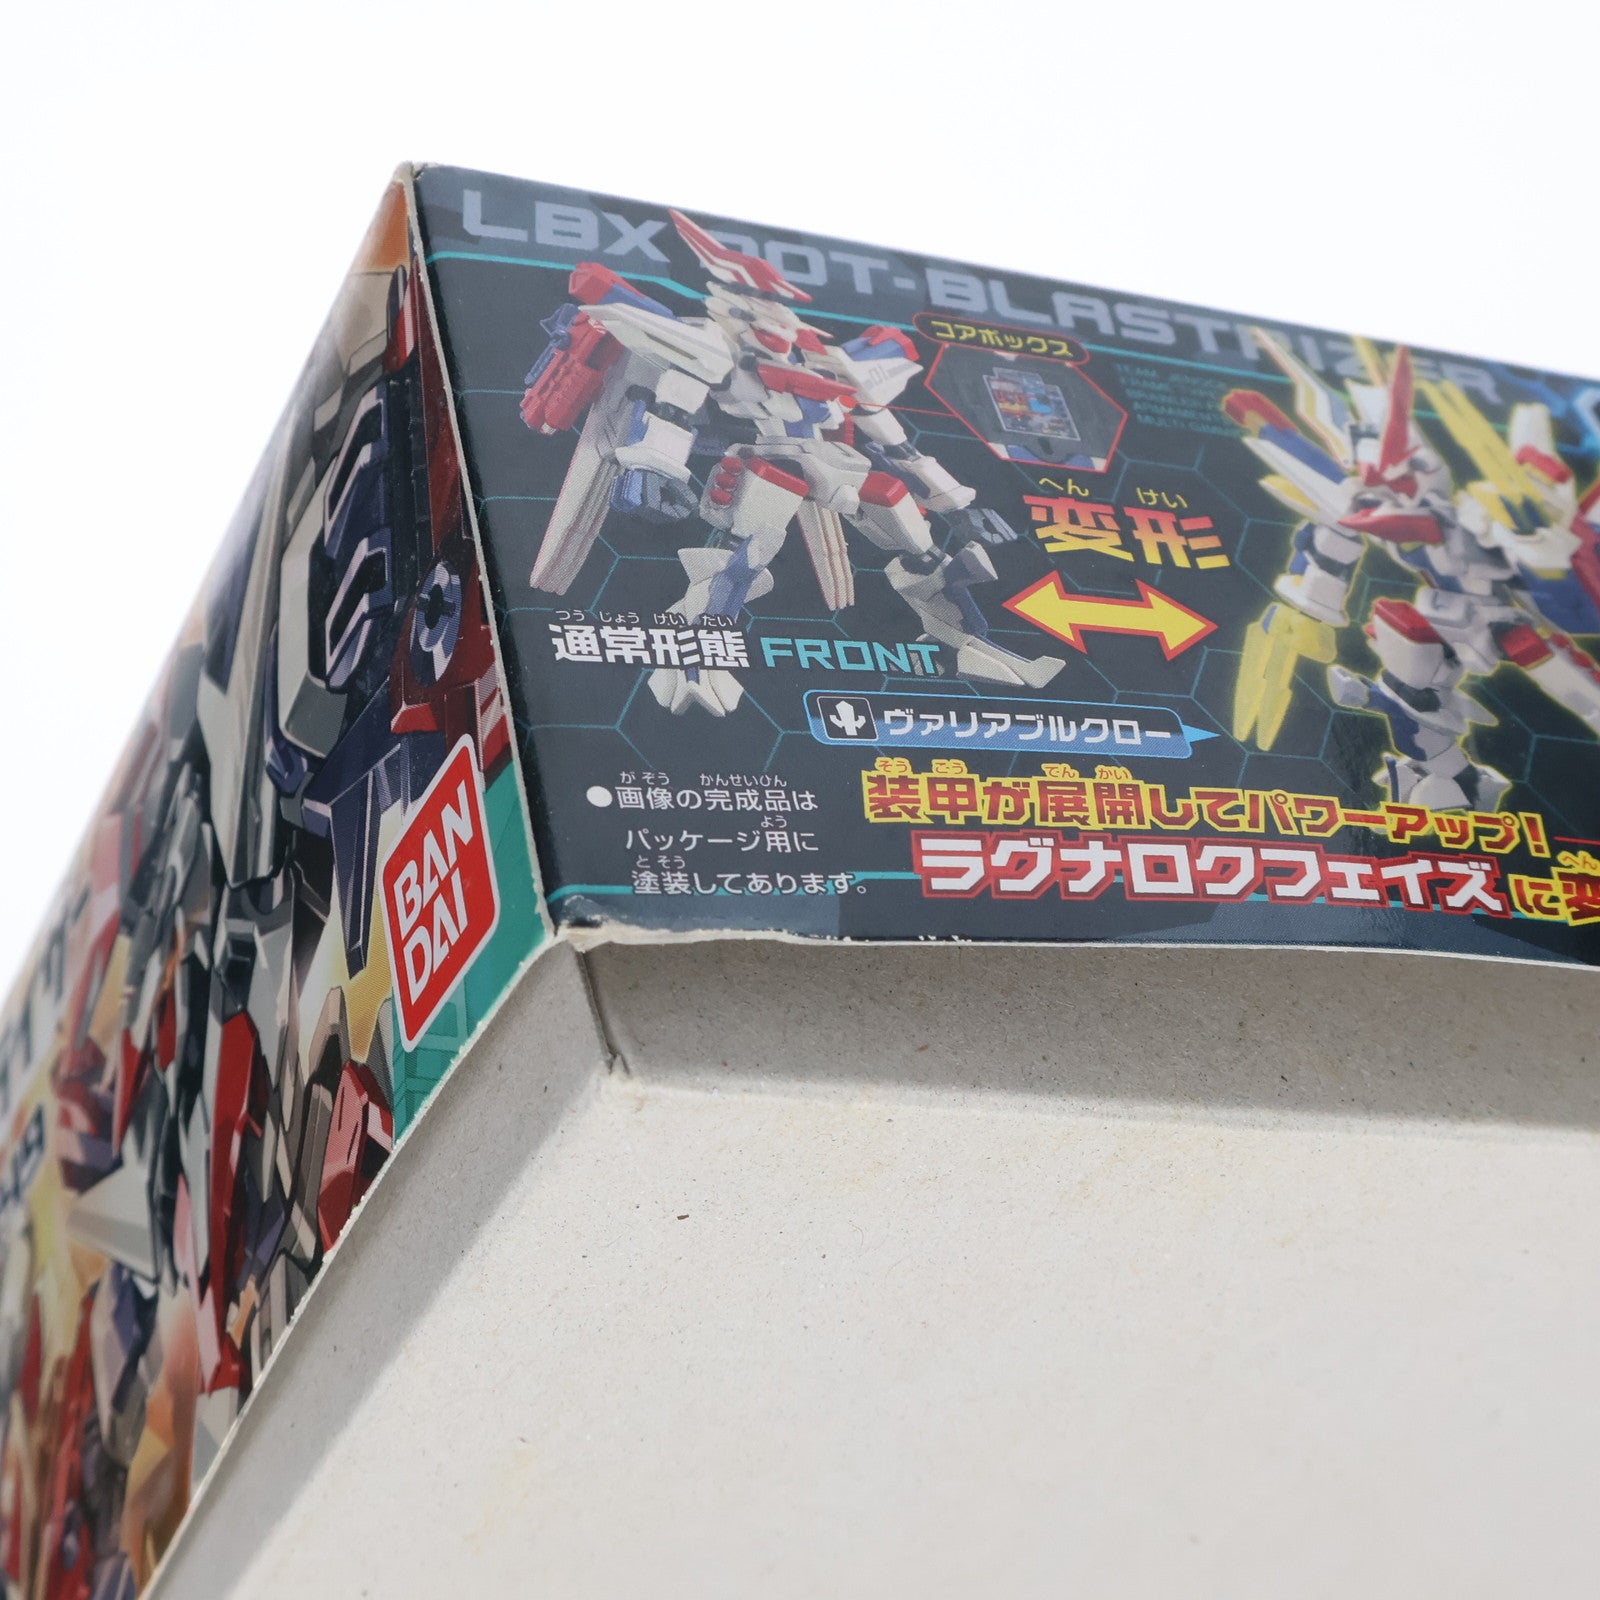 LBX DOT-BLASTRIZER
コアボックス
へん けい
変形
つう じょう けい たい
通常形態 FRONT
ヴァリアブルクロー
が ぞう かんせいひん
●画像の完成品は
よう
パッケージ用に
と そう
塗装してあります。
そう こう てん かい
装甲が展開してパワーアップ!
へん
ラグナロクフェイズに変
BAN
DAI